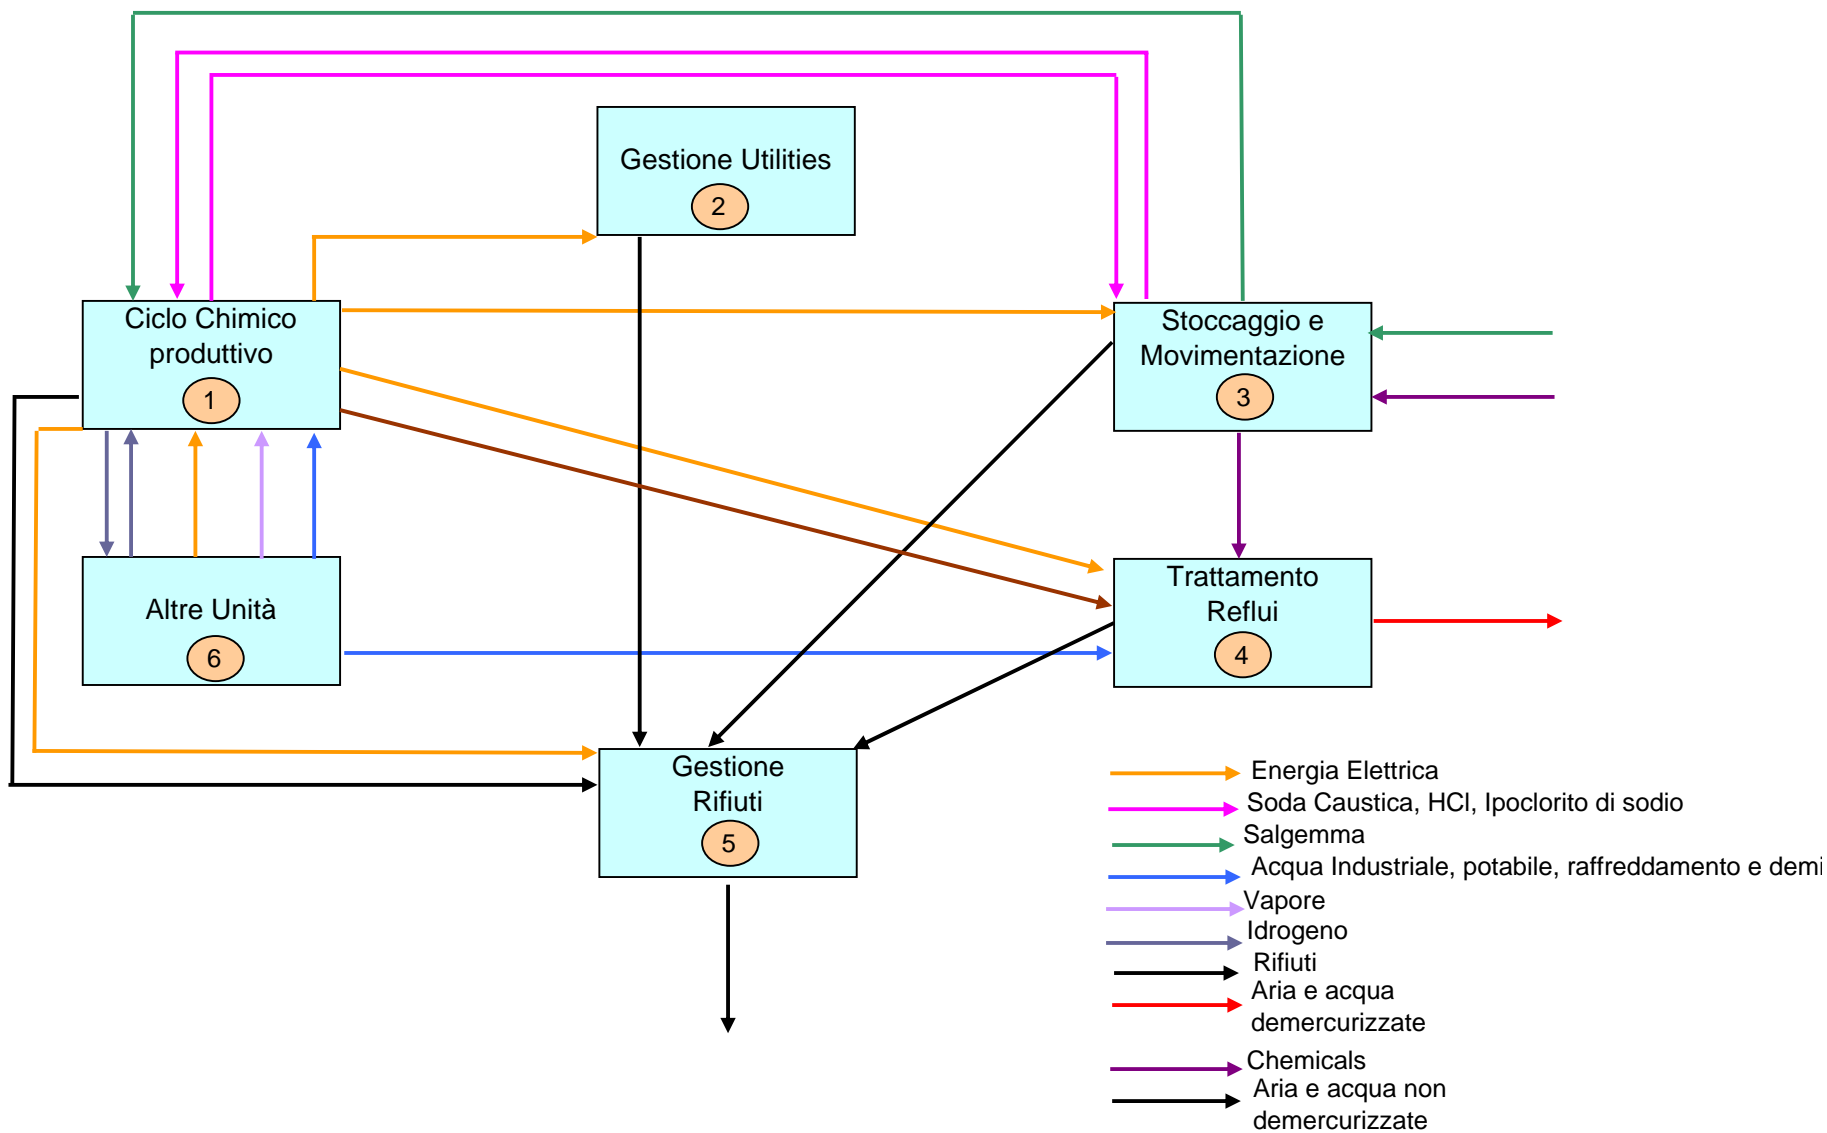 Gestione Utilities
2
Ciclo Chimico
produttivo
1
Stoccaggio e
Movimentazione
3
Altre Unità
6
Trattamento
Reflui
4
Gestione
Rifiuti
5
Energia Elettrica
Soda Caustica, HCl, Ipoclorito di sodio
Salgemma
Acqua Industriale, potabile, raffreddamento e demi
Vapore
Idrogeno
Rifiuti
Aria e acqua
demercurizzate
Chemicals
Aria e acqua non
demercurizzate